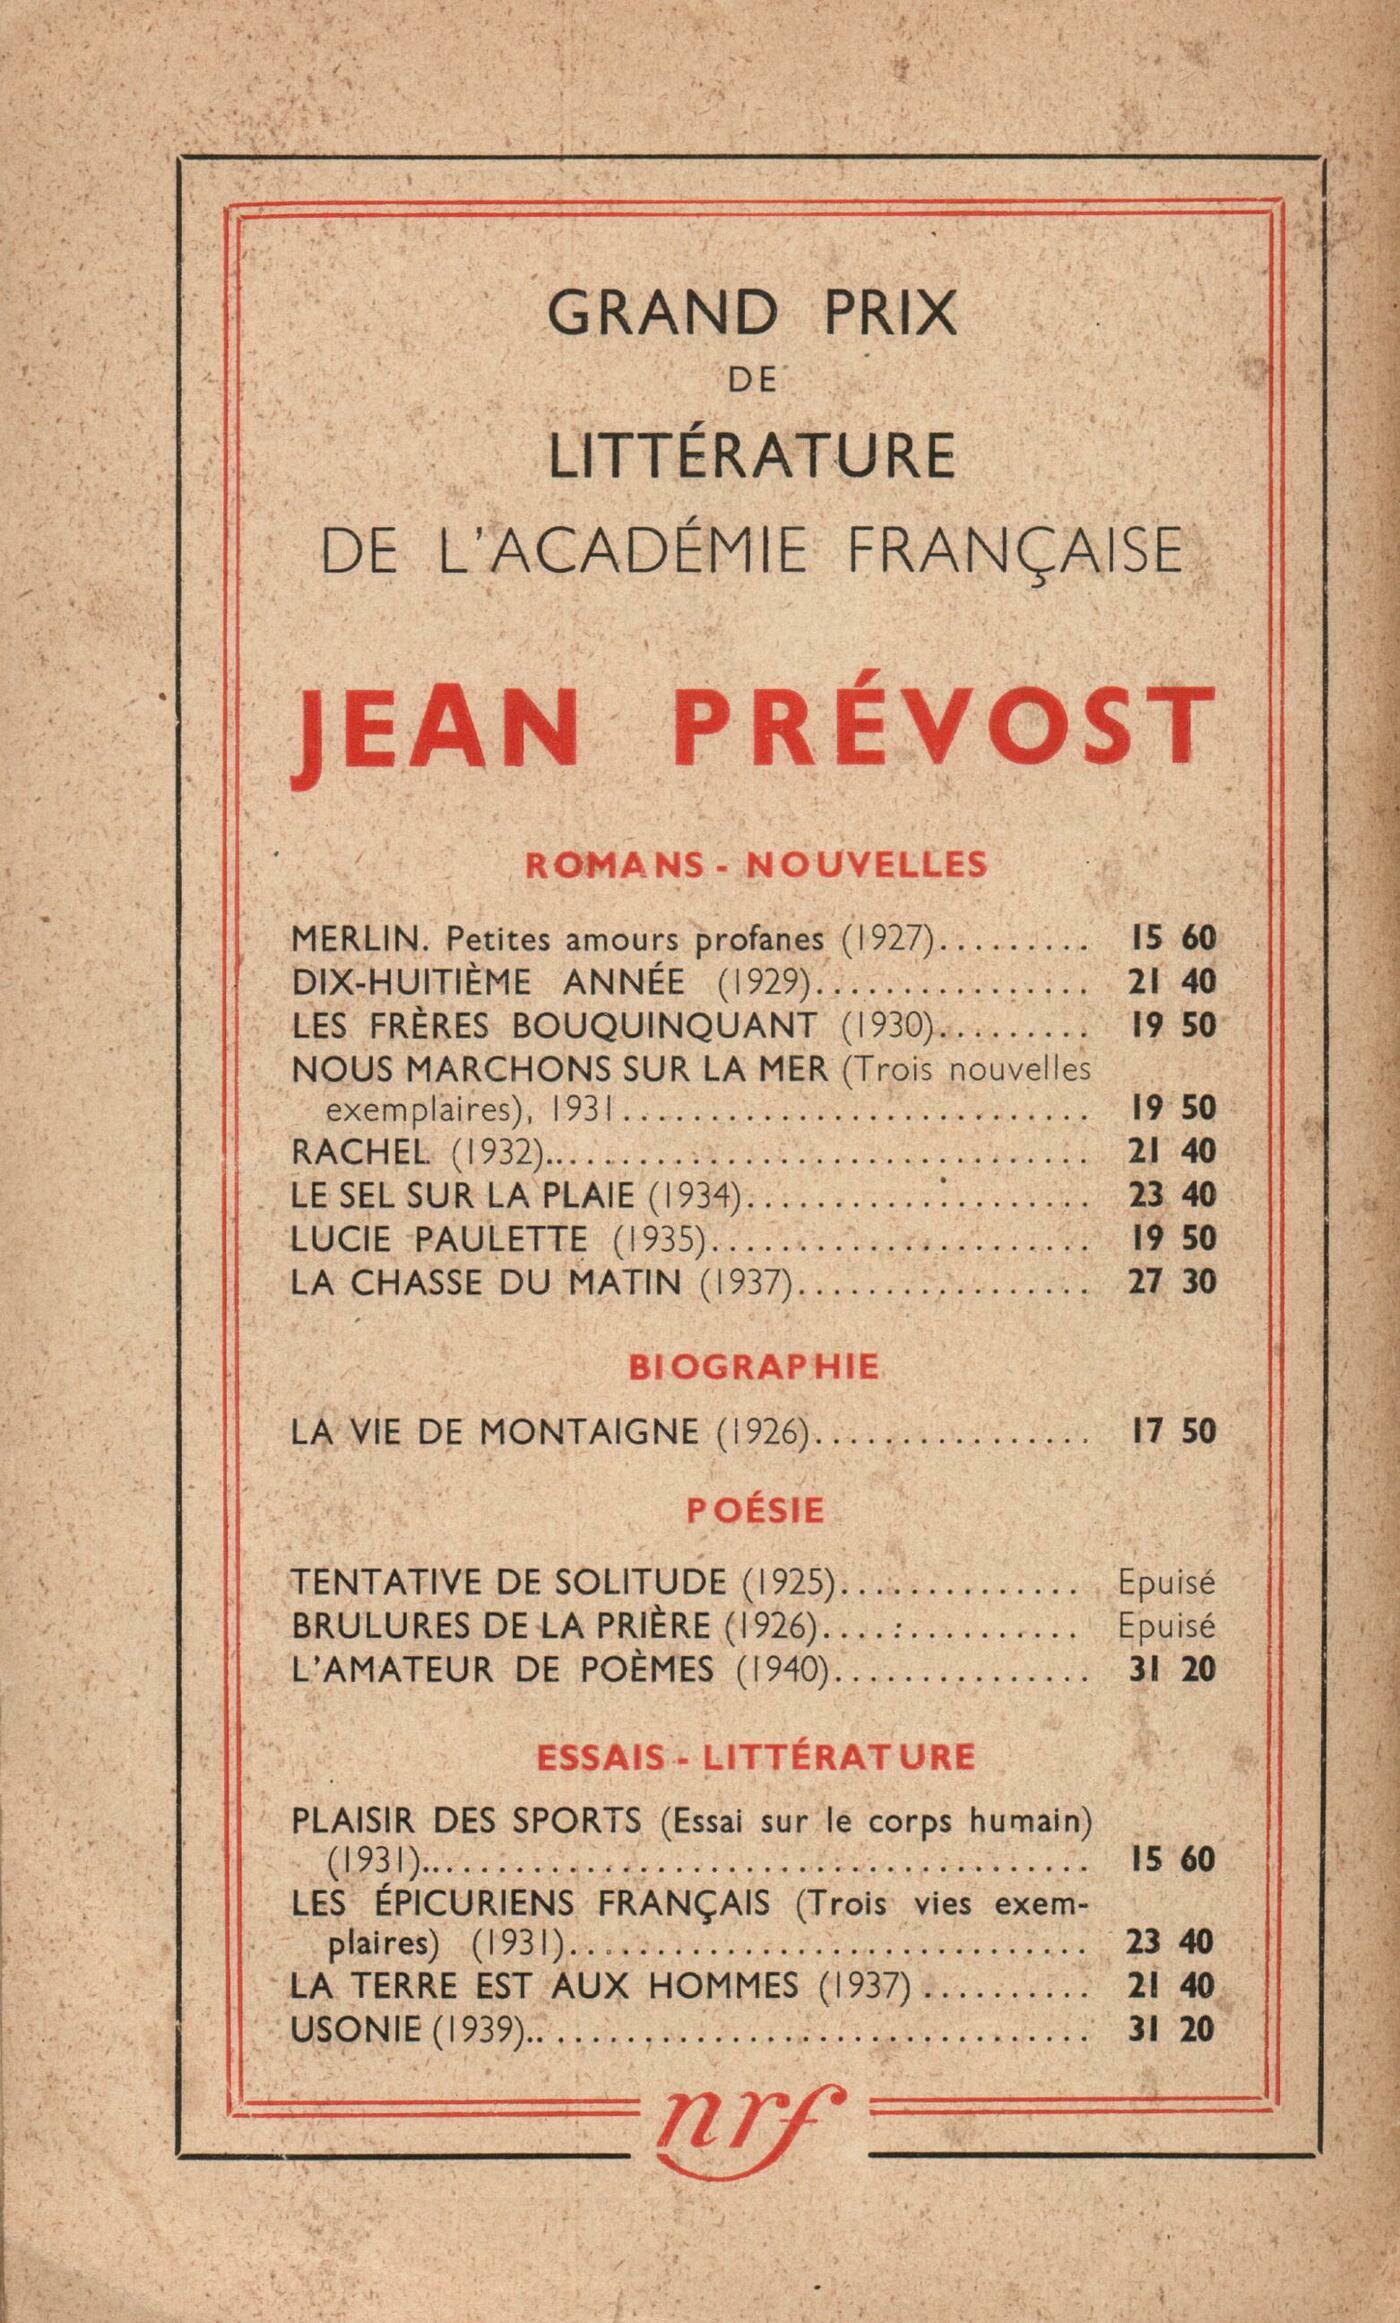 GRAND PRIX
DE
LITTÉRATURE
DE L'ACADÉMIE FRANÇAISE
JEAN PRÉVOST
ROMANS - NOUVELLES
MERLIN. Petites amours profanes (1927)......... 15 60
DIX-HUITIÈME ANNÉE (1929)................ 21 40
LES FRÈRES BOUQUINQUANT (1930)......... 19 50
NOUS MARCHONS SUR LA MER (Trois nouvelles
exemplaires), 1931........................... 19 50
RACHEL (1932)................................ 21 40
LE SEL SUR LA PLAIE (1934).................... 23 40
LUCIE PAULETTE (1935)...................... 19 50
LA CHASSE DU MATIN (1937)................. 27 30
BIOGRAPHIE
LA VIE DE MONTAIGNE (1926)................ 17 50
POÉSIE
TENTATIVE DE SOLITUDE (1925).............. Epuisé
BRULURES DE LA PRIÈRE (1926)............... Epuisé
L'AMATEUR DE POÈMES (1940)............... 31 20
ESSAIS - LITTÉRATURE
PLAISIR DES SPORTS (Essai sur le corps humain)
(1931)....................................... 15 60
LES ÉPICURIENS FRANÇAIS (Trois vies exem-
plaires) (1931).............................. 23 40
LA TERRE EST AUX HOMMES (1937).......... 21 40
USONIE (1939)................................. 31 20
nrf